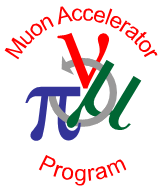 Muon Accelerator
ν
π μ
Program